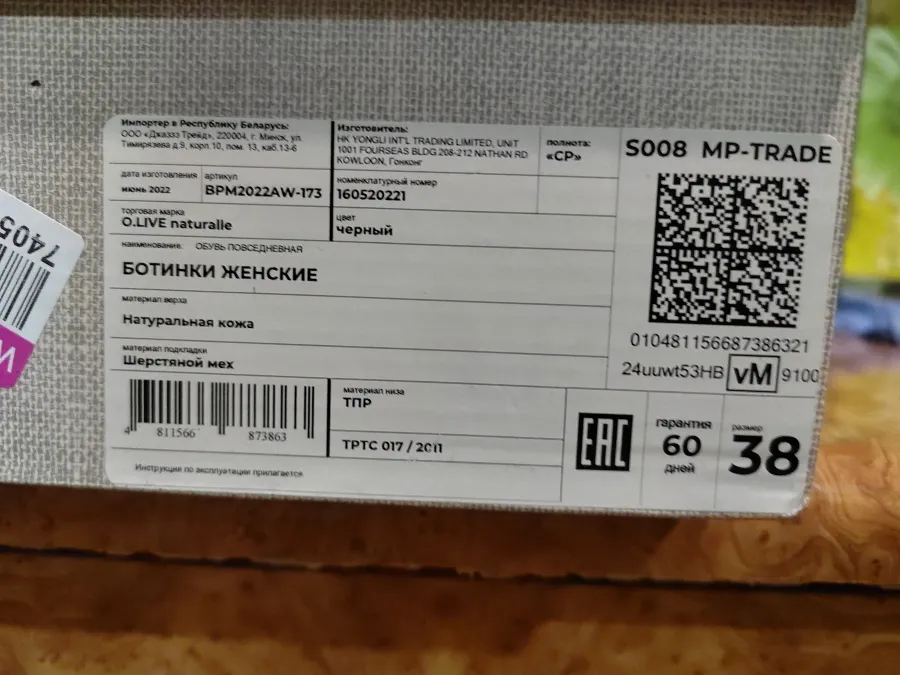 Импортер в Республику Беларусь:
ООО «Джаззз Трейд», 220004, г. Минск, ул.
Тимирязева д.9, корп.10, пом. 13, каб.13-6
Изготовитель:
HK YONGLI INT'L TRADING LIMITED, UNIT
1001 FOURSEAS BLDG 208-212 NATHAN RD
KOWLOON, Гонконг
полнота:
«СР»
S008 MP-TRADE
дата изготовления
июнь 2022
артикул
BPM2022AW-173
номенклатурный номер
160520221
торговая марка
O.LIVE naturalle
цвет
черный
наименование: ОБУВЬ ПОВСЕДНЕВНАЯ
БОТИНКИ ЖЕНСКИЕ
материал верха
Натуральная кожа
материал подкладки
Шерстяной мех
010481156687386321
24uuwt53HB vM 9100
4 811566 873863
материал низа
ТПР
ТРТС 017 / 2011
EAC
гарантия
60
дней
размер
38
Инструкция по эксплуатации прилагается
7405